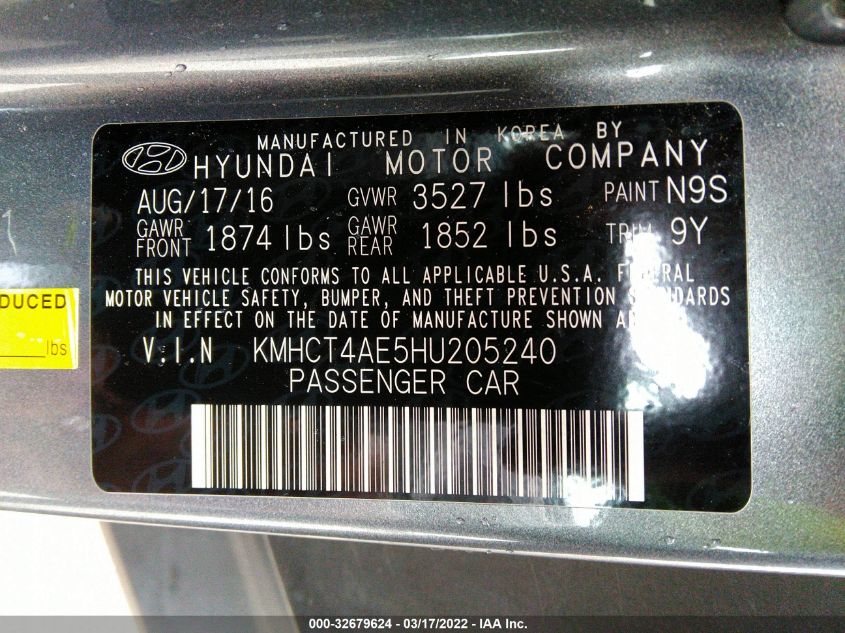 MANUFACTURED IN KOREA BY
HYUNDAI MOTOR COMPANY
AUG/17/16 GVWR 3527 lbs PAINT N9S
GAWR FRONT 1874 lbs GAWR REAR 1852 lbs TRIM 9Y
THIS VEHICLE CONFORMS TO ALL APPLICABLE U.S.A. FEDERAL
MOTOR VEHICLE SAFETY, BUMPER, AND THEFT PREVENTION STANDARDS
IN EFFECT ON THE DATE OF MANUFACTURE SHOWN
V.I.N KMHCT4AE5HU205240
PASSENGER CAR
DUCED
lbs
000-32679624 - 03/17/2022 - IAA Inc.